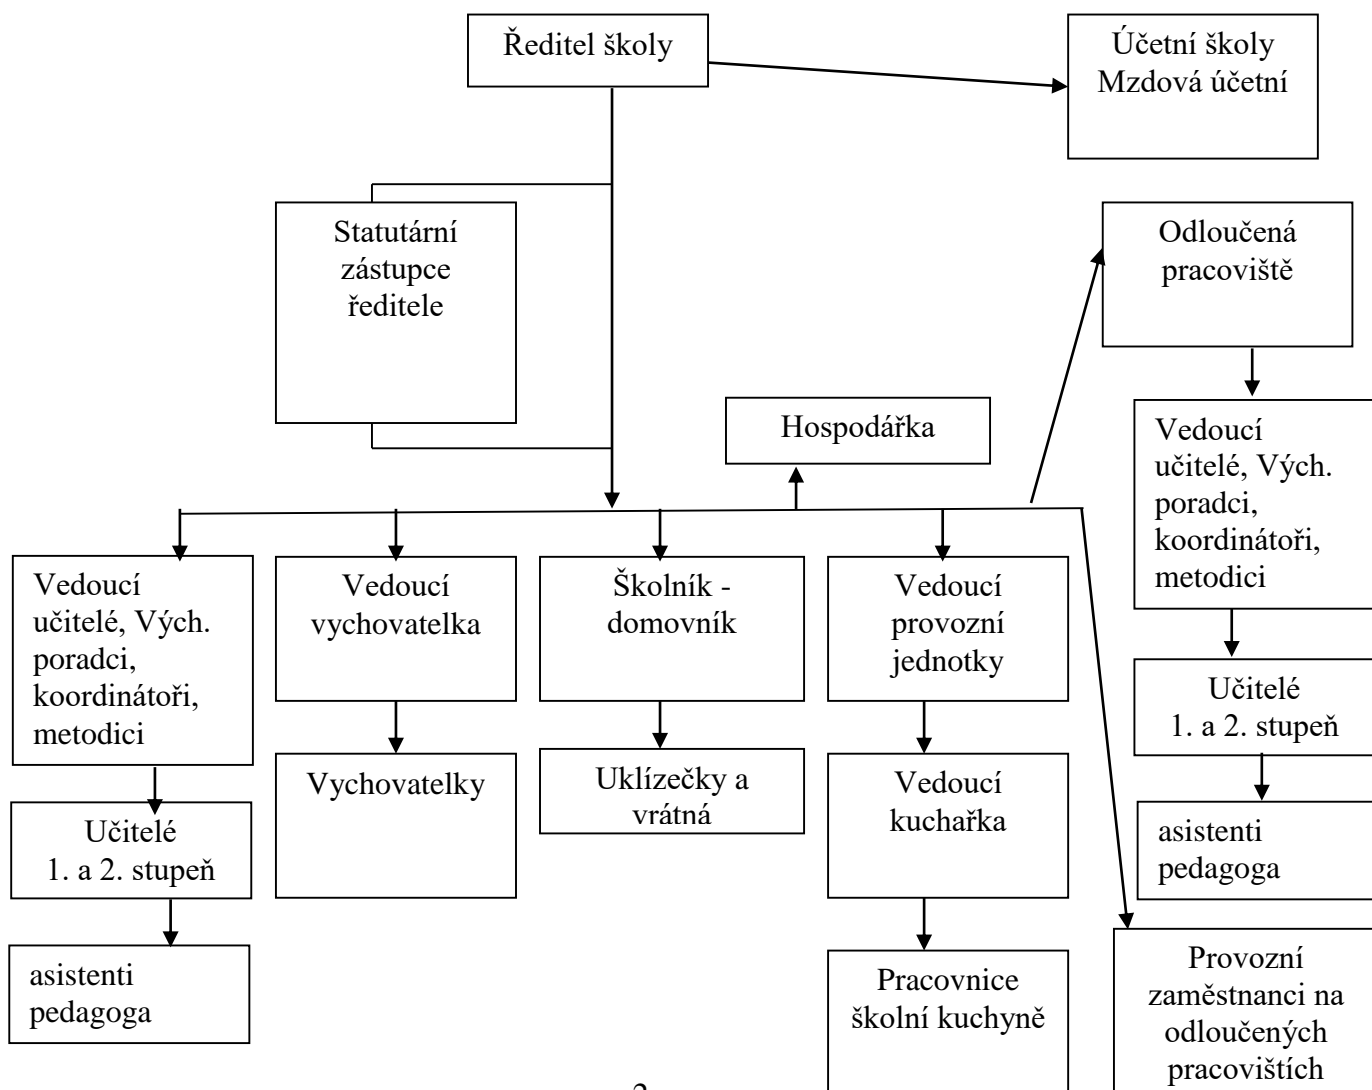 Ředitel školy
Účetní školy
Mzdová účetní
Statutární
zástupce
ředitele
Odloučená
pracoviště
Hospodářka
Vedoucí
učitelé, Vých.
poradci,
koordinátoři,
metodici
Vedoucí
učitelé, Vých.
poradci,
koordinátoři,
metodici
Vedoucí
vychovatelka
Školník -
domovník
Vedoucí
provozní
jednotky
Učitelé
1. a 2. stupeň
Vychovatelky
Uklízečky a
vrátná
Vedoucí
kuchařka
Učitelé
1. a 2. stupeň
asistenti
pedagoga
asistenti
pedagoga
Pracovnice
školní kuchyně
Provozní
zaměstnanci na
odloučených
pracovištích